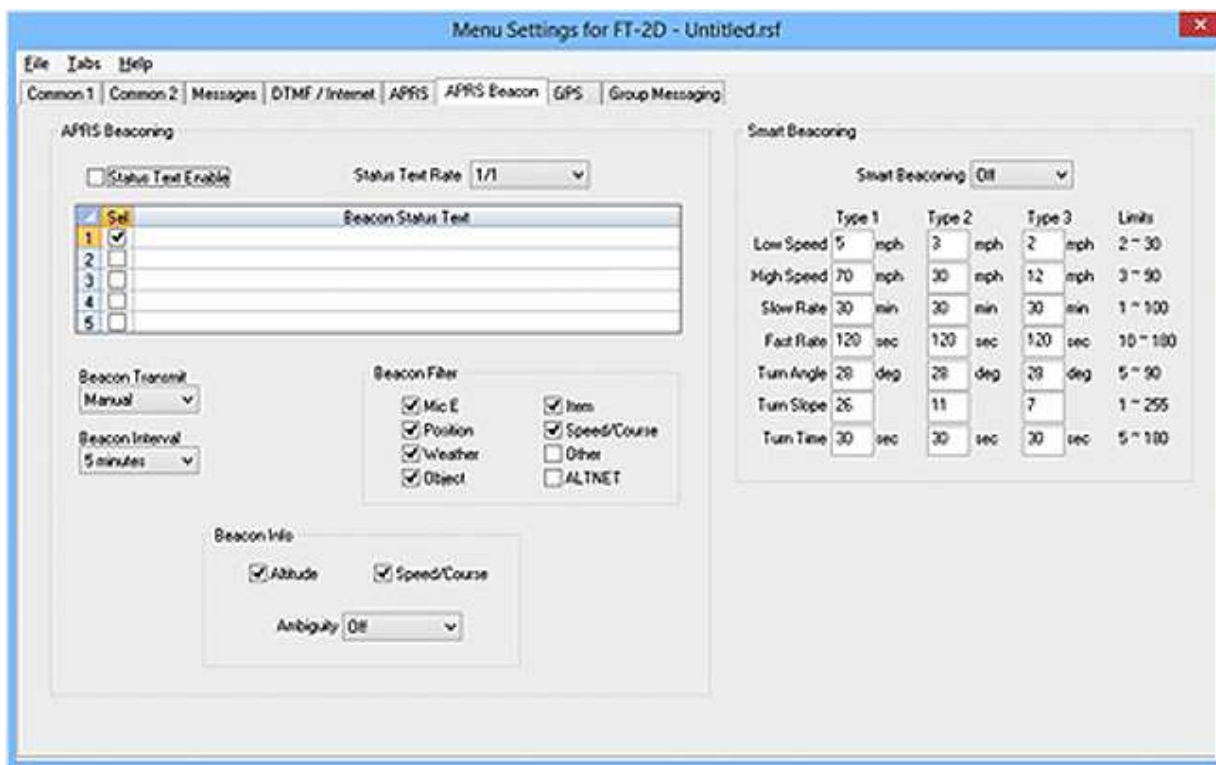 Menu Settings for FT-2D - Untitled.rsf
File Tabs Help
Common 1 Common 2 Messages DTMF / Internet APRS APRS Beacon GPS Group Messaging
APRS Beaconing
Status Text Enable
Status Text Rate 1/1
Sel Beacon Status Text
1
2
3
4
5
Beacon Transmit
Manual
Beacon Interval
5 minutes
Beacon Filter
Mic E Item
Position Speed/Course
Weather Other
Object ALTNET
Beacon Info
Altitude Speed/Course
Ambiguity Off
Smart Beaconing
Smart Beaconing Off
Type 1 Type 2 Type 3 Limits
Low Speed 5 mph 3 mph 2 mph 2 ~ 30
High Speed 70 mph 30 mph 12 mph 3 ~ 90
Slow Rate 30 min 30 min 30 min 1 ~ 100
Fast Rate 120 sec 120 sec 120 sec 10 ~ 180
Turn Angle 28 deg 28 deg 28 deg 5 ~ 90
Turn Slope 26 11 7 1 ~ 255
Turn Time 30 sec 30 sec 30 sec 5 ~ 180